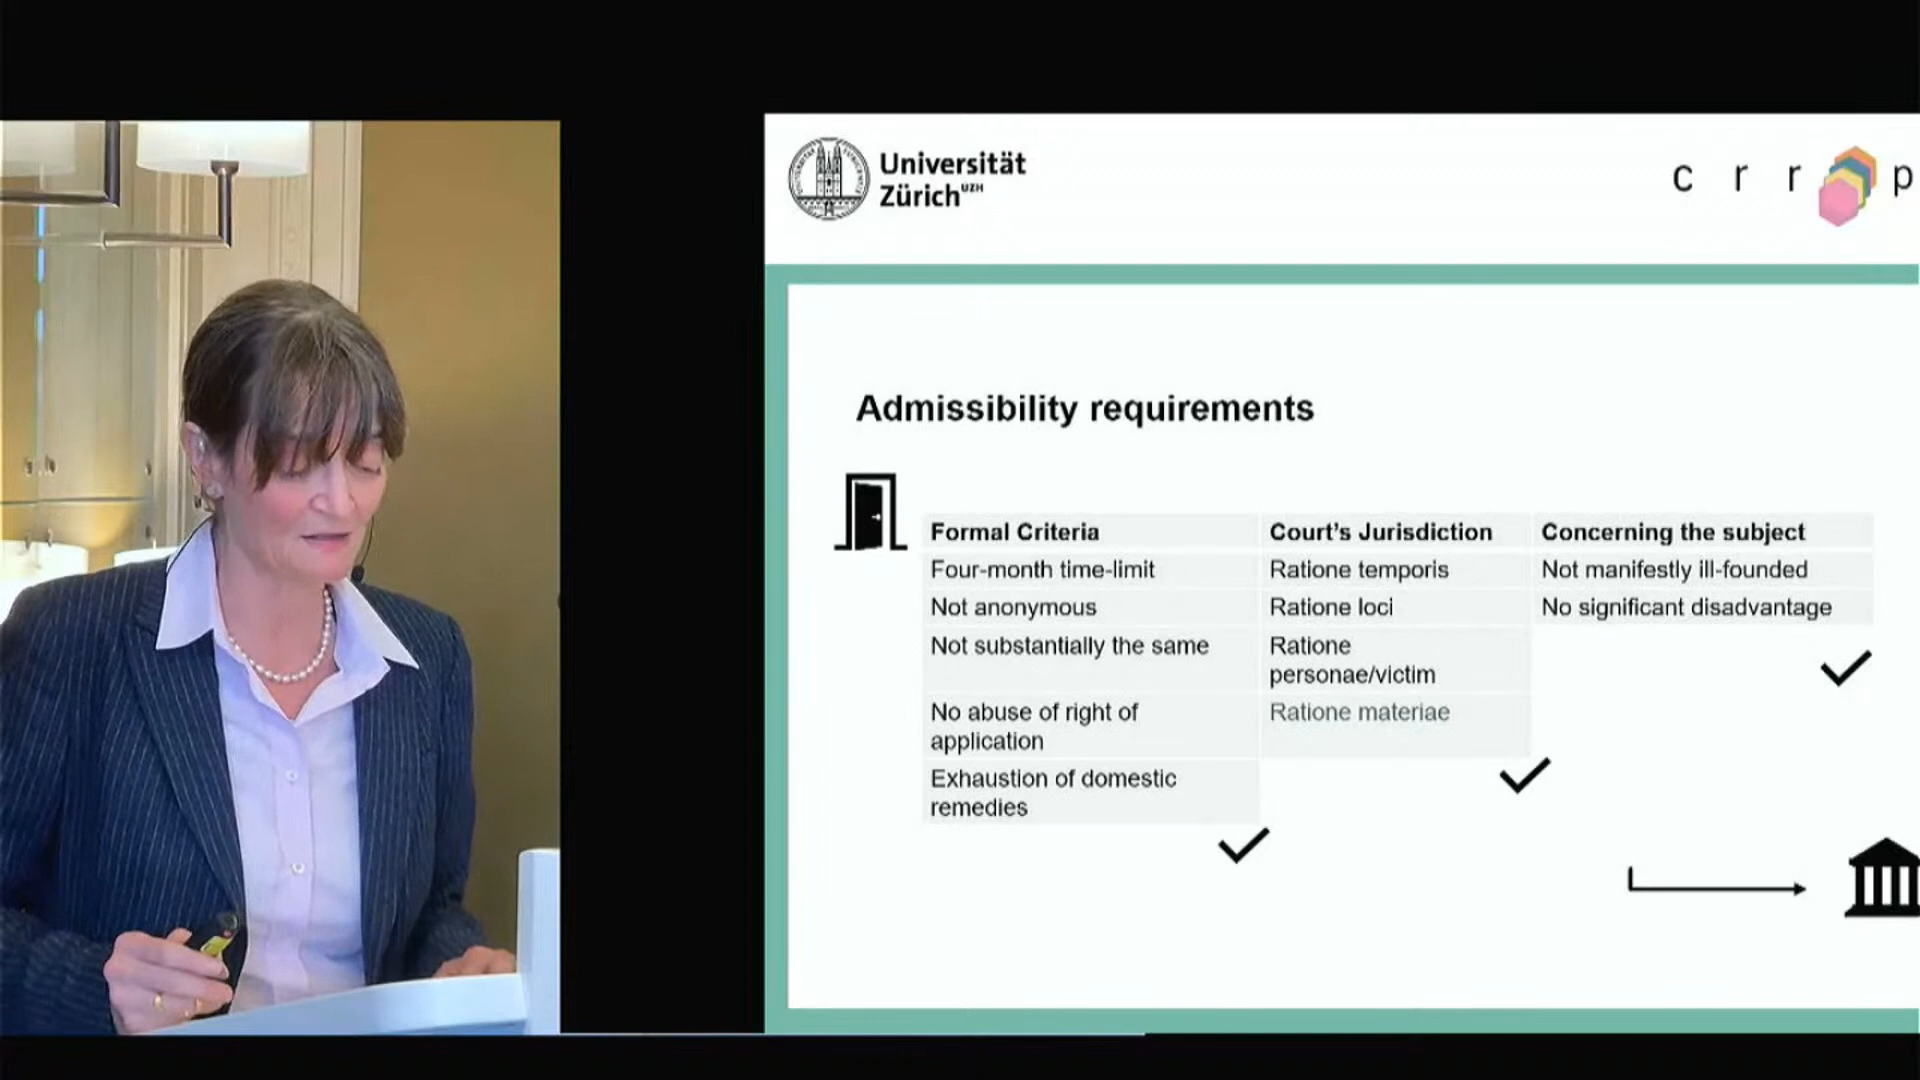 Universität
Zürich UZH
c r r p
Admissibility requirements
Formal Criteria Court's Jurisdiction Concerning the subject
Four-month time-limit Ratione temporis Not manifestly ill-founded
Not anonymous Ratione loci No significant disadvantage
Not substantially the same Ratione
personae/victim
No abuse of right of Ratione materiae
application
Exhaustion of domestic
remedies